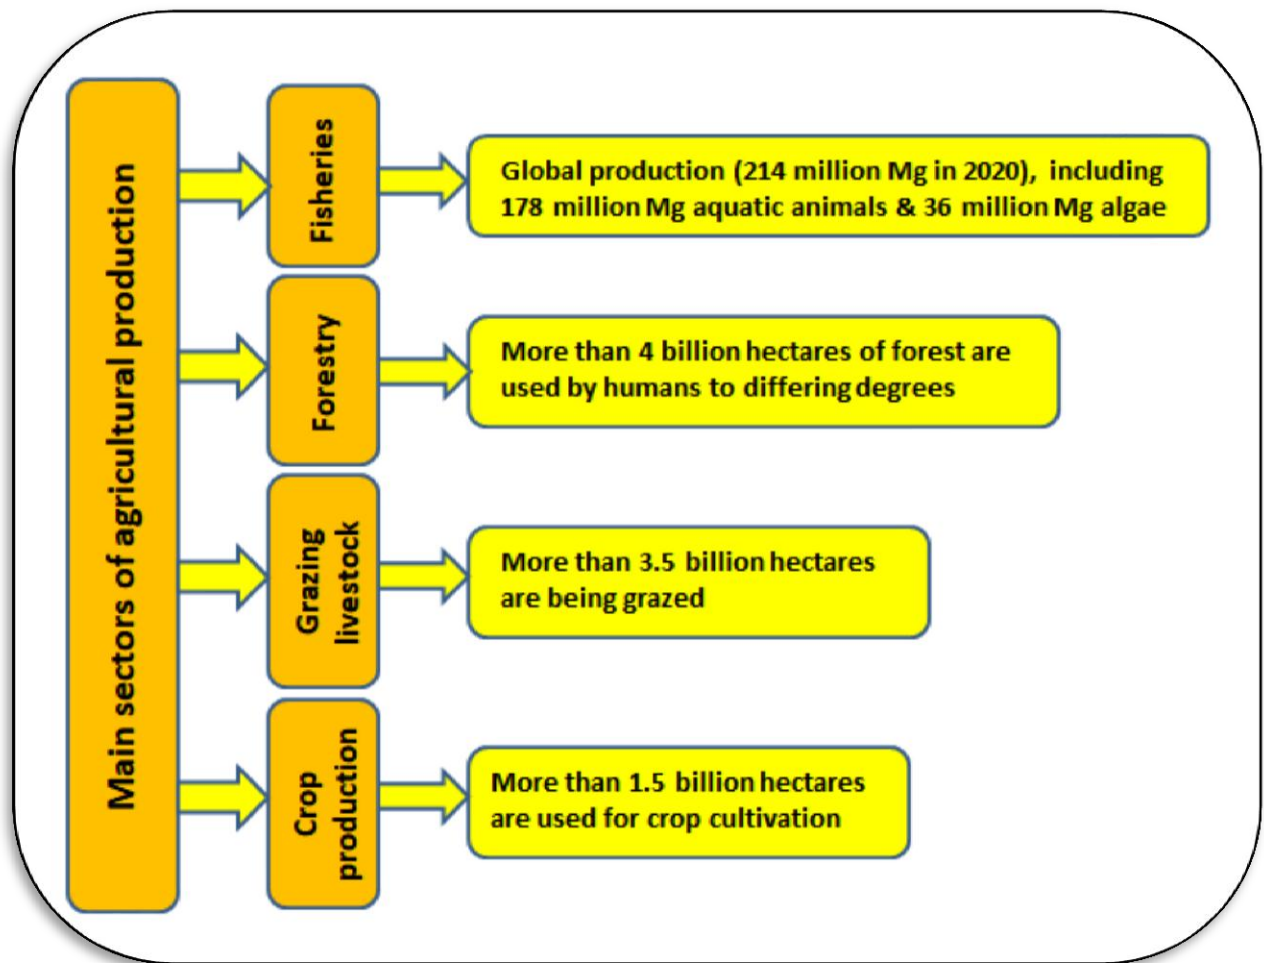 Main sectors of agricultural production
Fisheries
Global production (214 million Mg in 2020), including
178 million Mg aquatic animals & 36 million Mg algae
Forestry
More than 4 billion hectares of forest are
used by humans to differing degrees
Grazing
livestock
More than 3.5 billion hectares
are being grazed
Crop
production
More than 1.5 billion hectares
are used for crop cultivation